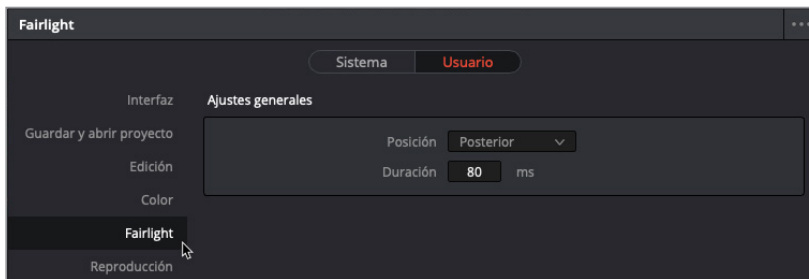 Fairlight
Sistema Usuario
Interfaz
Ajustes generales
Guardar y abrir proyecto
Posición Posterior
Edición
Duración 80 ms
Color
Fairlight
Reproducción